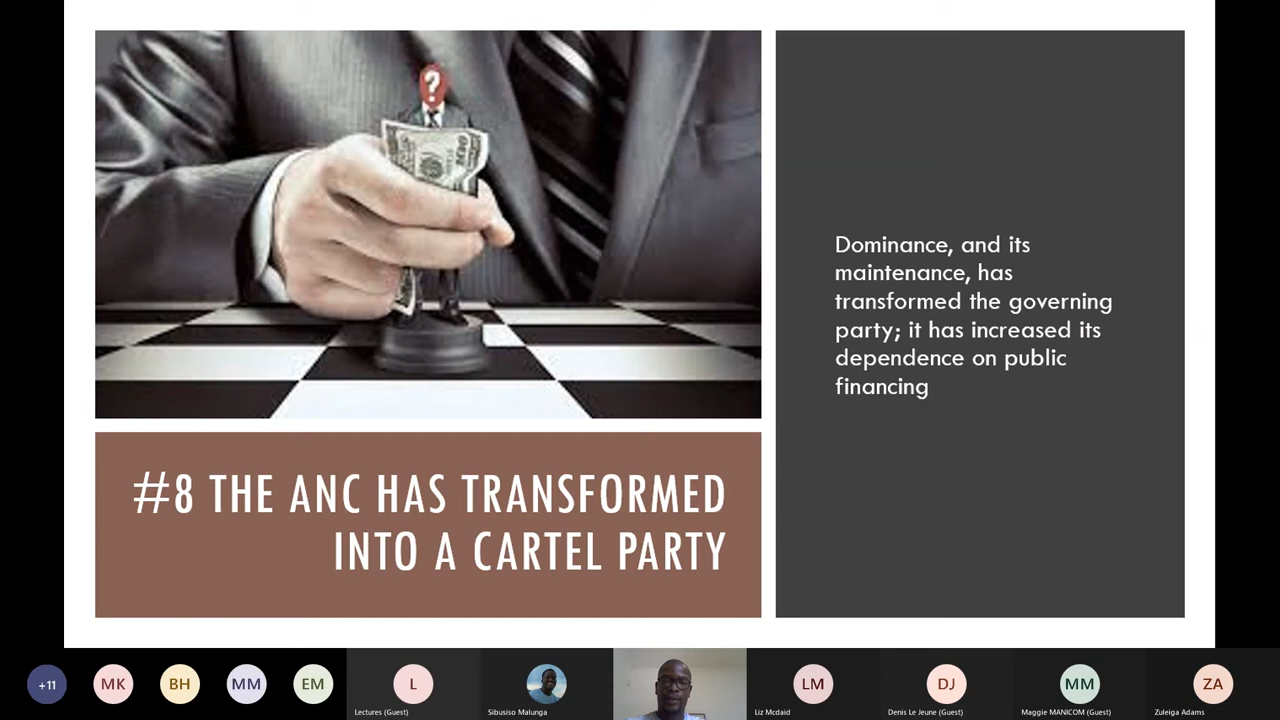 ?
Dominance, and its
maintenance, has
transformed the governing
party; it has increased its
dependence on public
financing
#8 THE ANC HAS TRANSFORMED
INTO A CARTEL PARTY
+11
MK
BH
MM
EM
L
LM
DJ
MM
ZA
Lectures (Guest)
Sibusiso Malunga
Liz Mcdaid
Denis Le Jeune (Guest)
Maggie MANICOM (Guest)
Zuleiga Adams